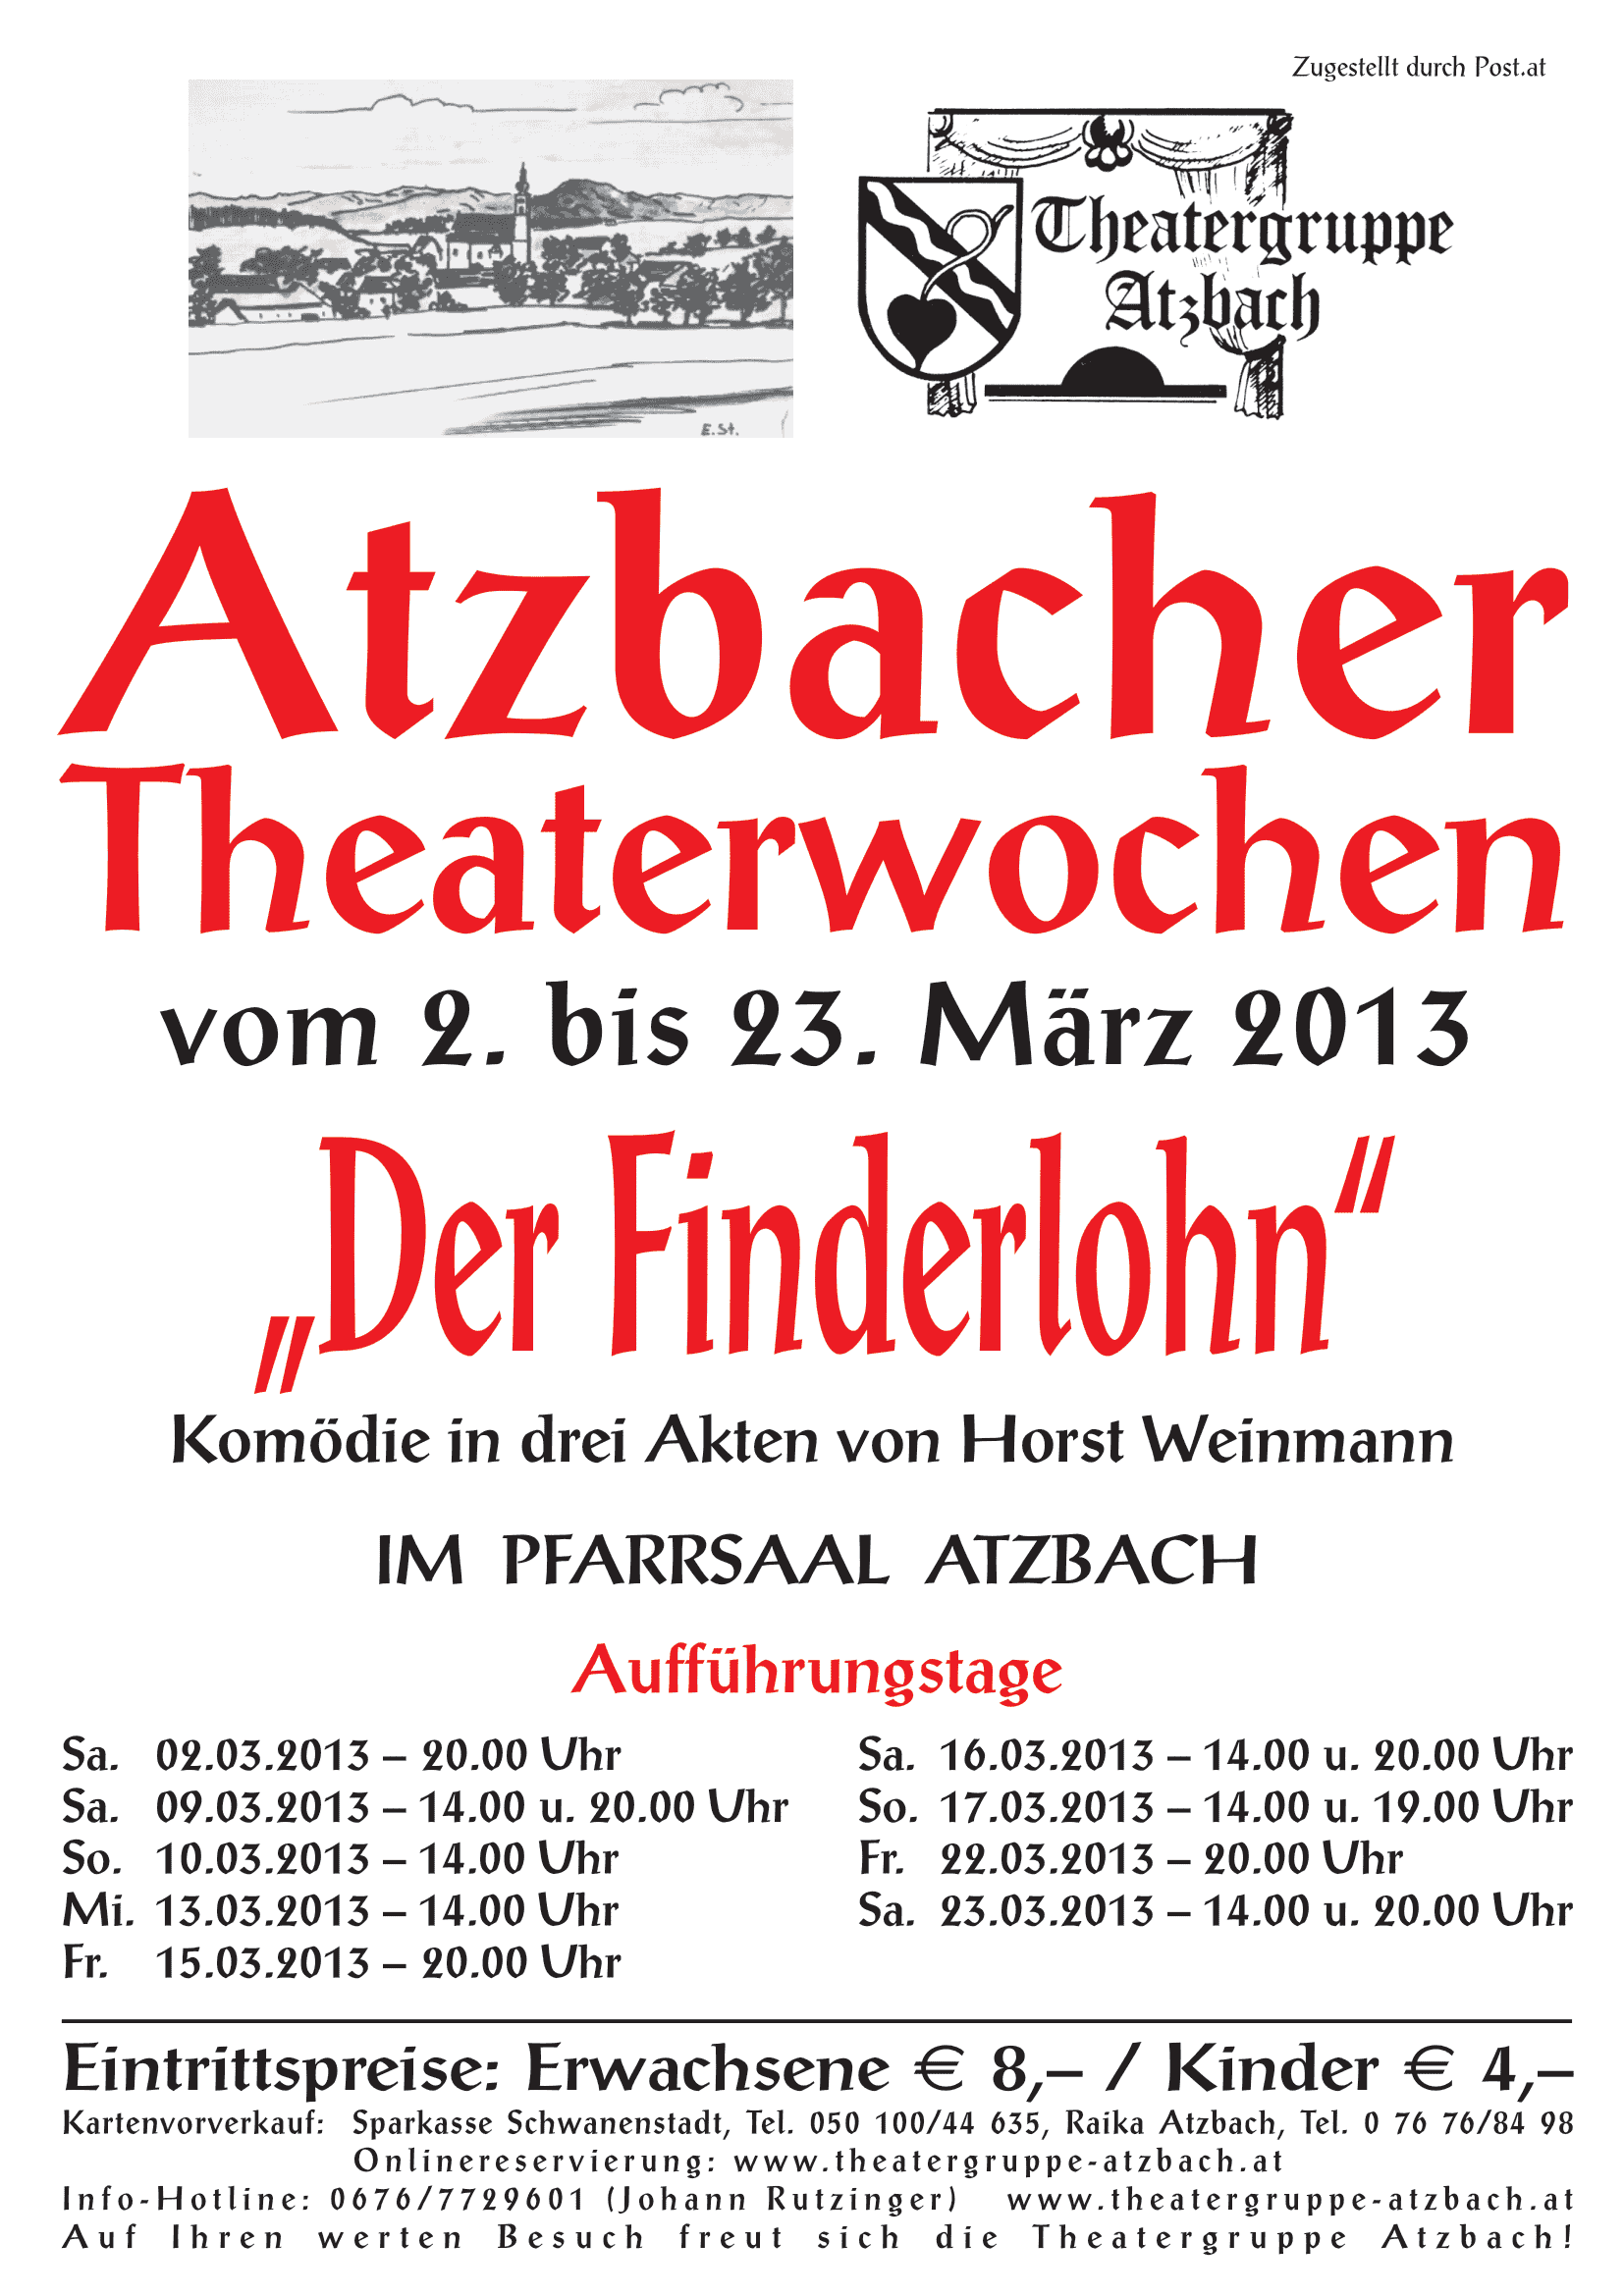 Zugestellt durch Post.at
Theatergruppe
Atzbach
E.St.
Atzbacher
Theaterwochen
vom 2. bis 23. März 2013
„Der Finderlohn“
Komödie in drei Akten von Horst Weinmann
IM PFARRSAAL ATZBACH
Aufführungstage
Sa. 02.03.2013 – 20.00 Uhr
Sa. 09.03.2013 – 14.00 u. 20.00 Uhr
So. 10.03.2013 – 14.00 Uhr
Mi. 13.03.2013 – 14.00 Uhr
Fr. 15.03.2013 – 20.00 Uhr
Sa. 16.03.2013 – 14.00 u. 20.00 Uhr
So. 17.03.2013 – 14.00 u. 19.00 Uhr
Fr. 22.03.2013 – 20.00 Uhr
Sa. 23.03.2013 – 14.00 u. 20.00 Uhr
Eintrittspreise: Erwachsene € 8,– / Kinder € 4,–
Kartenvorverkauf: Sparkasse Schwanenstadt, Tel. 050 100/44 635, Raika Atzbach, Tel. 0 76 76/84 98
Onlinereservierung: www.theatergruppe-atzbach.at
Info-Hotline: 0676/7729601 (Johann Rutzinger) www.theatergruppe-atzbach.at
Auf Ihren werten Besuch freut sich die Theatergruppe Atzbach!